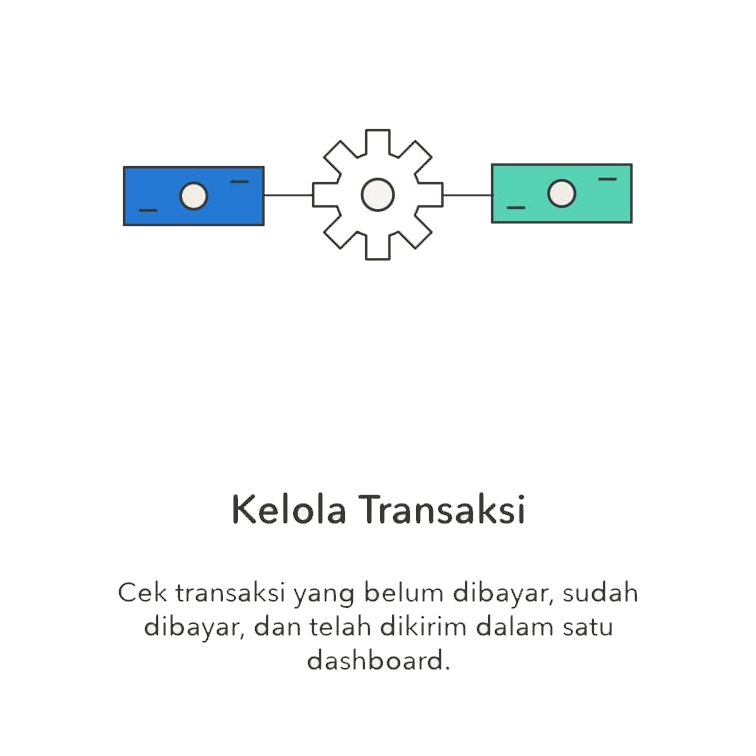 Kelola Transaksi
Cek transaksi yang belum dibayar, sudah
dibayar, dan telah dikirim dalam satu
dashboard.